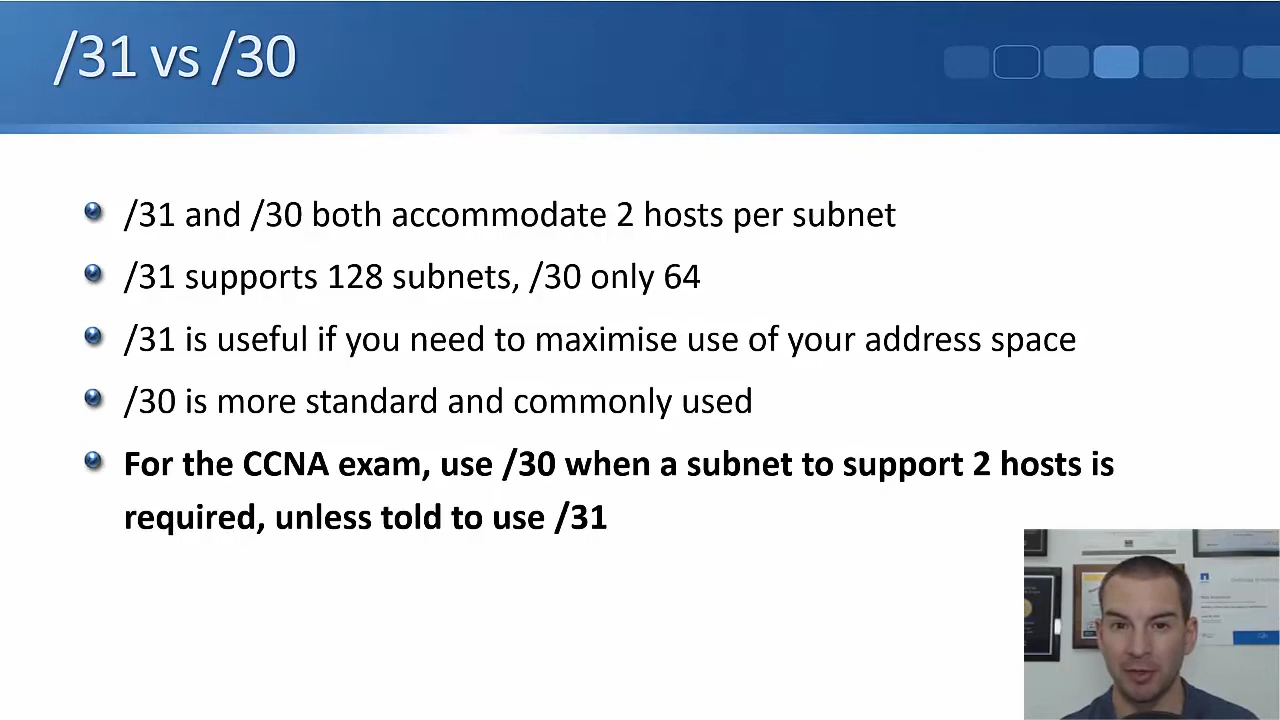 /31 vs /30
/31 and /30 both accommodate 2 hosts per subnet
/31 supports 128 subnets, /30 only 64
/31 is useful if you need to maximise use of your address space
/30 is more standard and commonly used
For the CCNA exam, use /30 when a subnet to support 2 hosts is
required, unless told to use /31